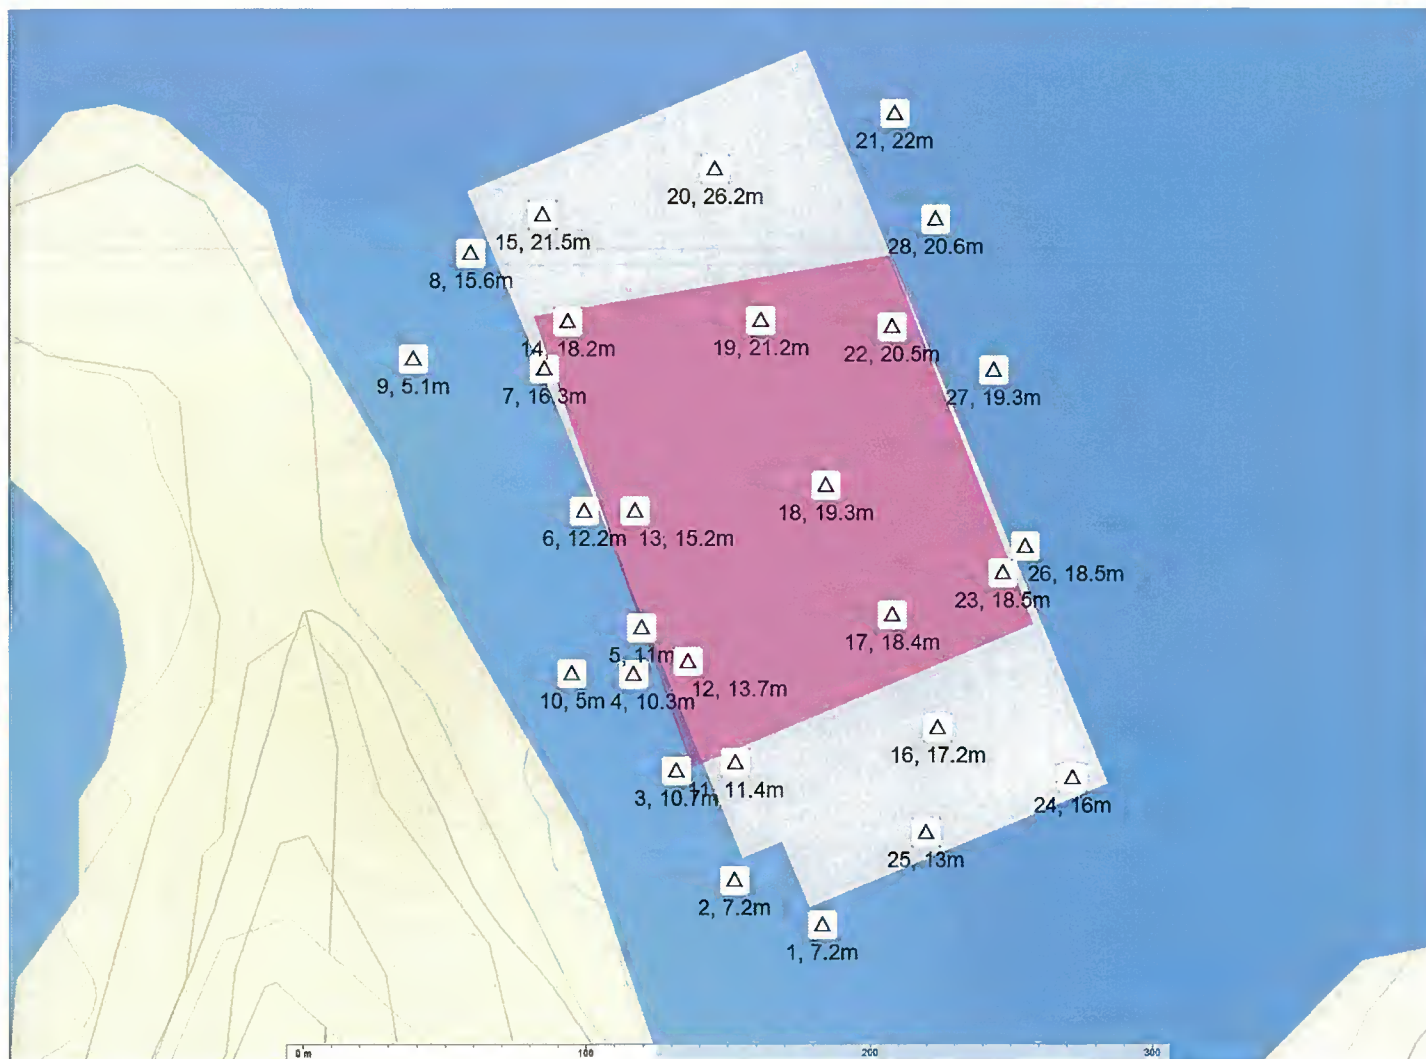 21, 22m
20, 26.2m
15, 21.5m
28, 20.6m
8, 15.6m
14, 18.2m
19, 21.2m
22, 20.5m
9, 5.1m
7, 16.3m
27, 19.3m
18, 19.3m
6, 12.2m
13, 15.2m
26, 18.5m
23, 18.5m
17, 18.4m
5, 11m
12, 13.7m
10, 5m
4, 10.3m
16, 17.2m
11, 11.4m
3, 10.7m
24, 16m
25, 13m
2, 7.2m
1, 7.2m
0 m 100 200 300